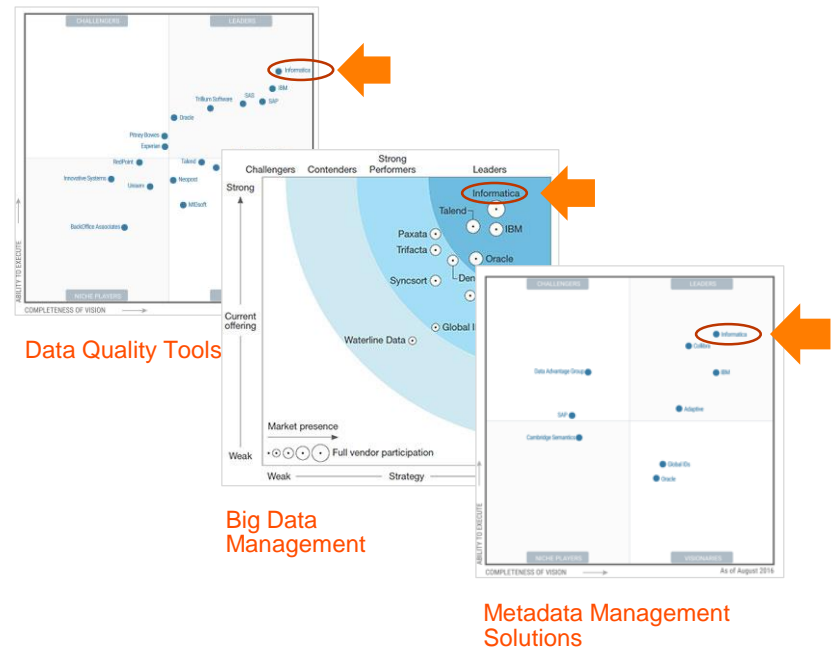 CHALLENGERS
LEADERS
Informatica
IBM
SAS
SAP
Trillium Software
Oracle
Pitney Bowes
Experian
RedPoint
Talend
Innovative Systems
Uniserv
Neopost
MIOsoft
BackOffice Associates
ABILITY TO EXECUTE
NICHE PLAYERS
COMPLETENESS OF VISION
Data Quality Tools
Challengers
Contenders
Strong
Performers
Leaders
Strong
Informatica
Talend
IBM
Paxata
Trifacta
Oracle
Syncsort
Current
offering
Waterline Data
Market presence
Full vendor participation
Weak
Weak
Strategy
Big Data
Management
CHALLENGERS
LEADERS
Informatica
Collibra
Data Advantage Group
IBM
SAP
Adaptive
Cambridge Semantics
Global IDs
Oracle
ABILITY TO EXECUTE
NICHE PLAYERS
VISIONARIES
COMPLETENESS OF VISION
As of August 2016
Metadata Management
Solutions